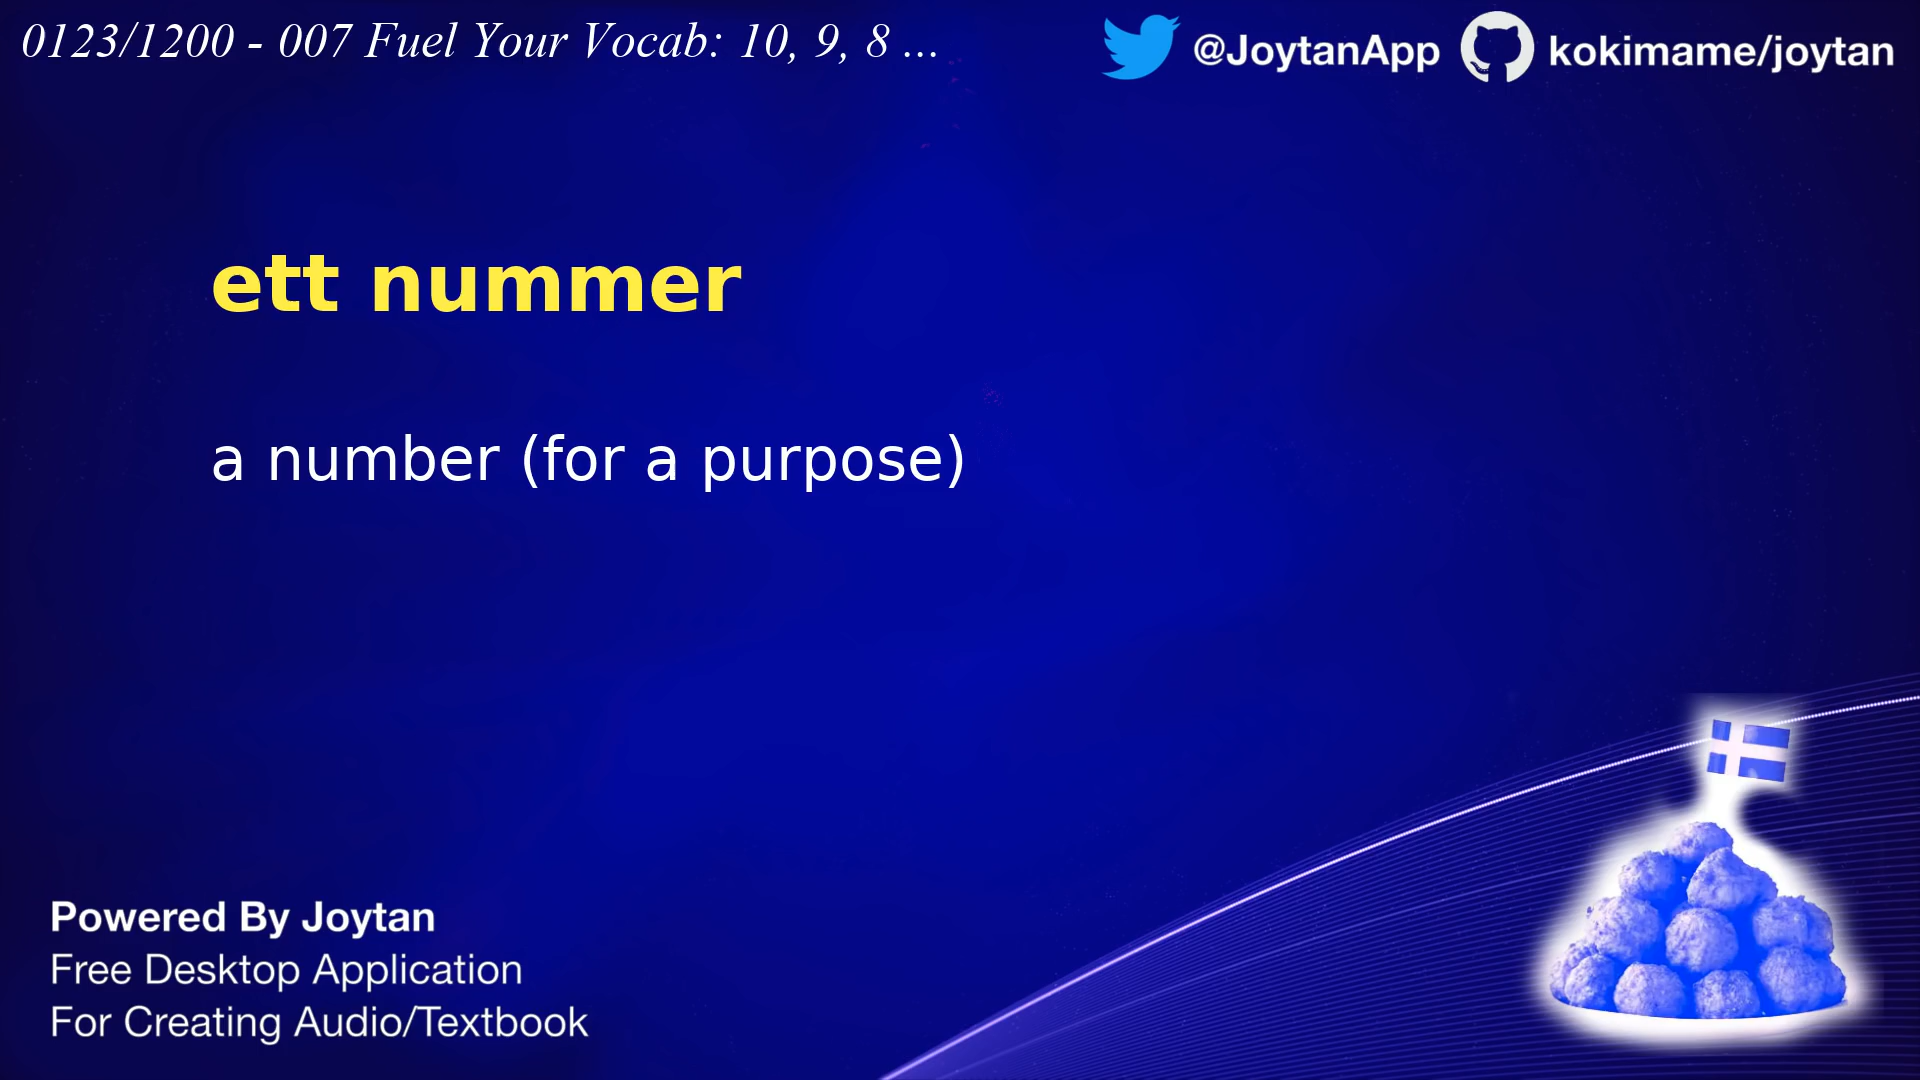 0123/1200 - 007 Fuel Your Vocab: 10, 9, 8 ...
@JoytanApp
kokimame/joytan
ett nummer
a number (for a purpose)
Powered By Joytan
Free Desktop Application
For Creating Audio/Textbook